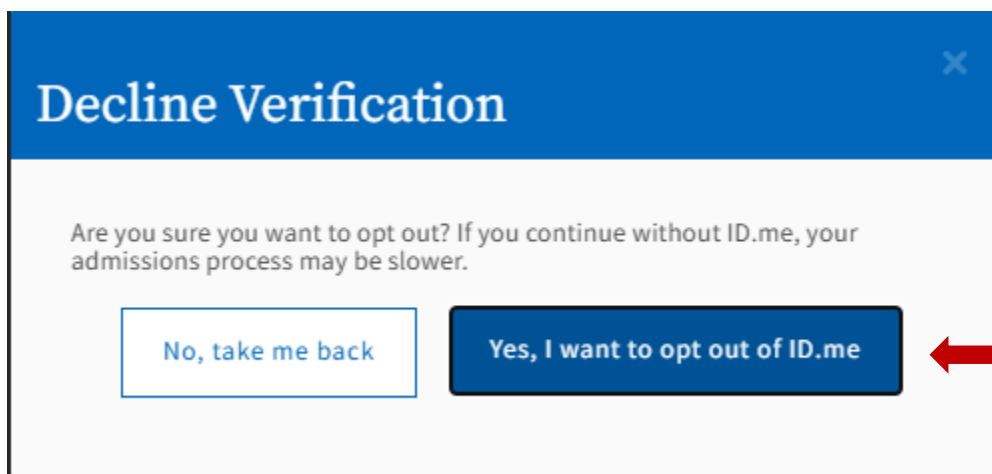 Decline Verification
Are you sure you want to opt out? If you continue without ID.me, your
admissions process may be slower.
No, take me back
Yes, I want to opt out of ID.me